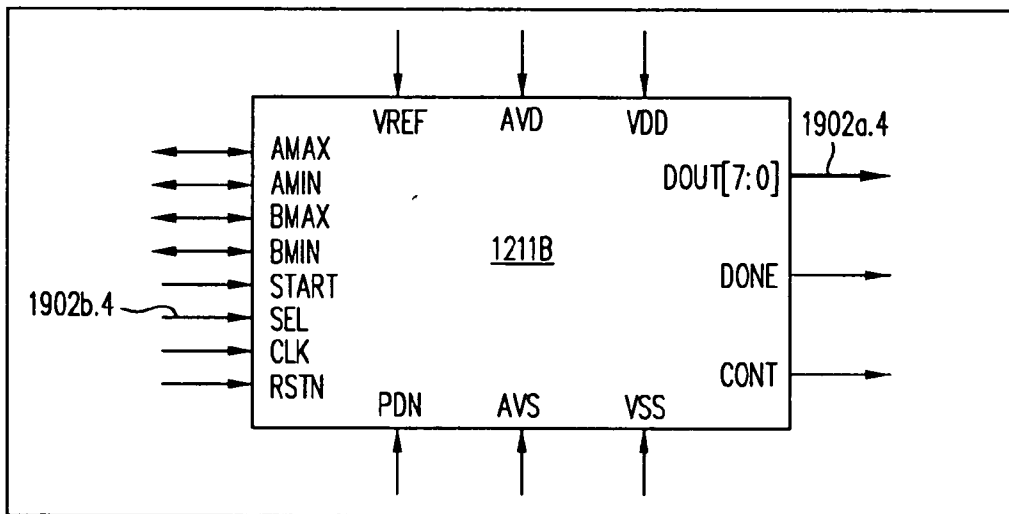 VREF AVD VDD
1902a.4
AMAX
DOUT[7:0]
AMIN
BMAX
BMIN
1211B
START
DONE
1902b.4
SEL
CLK
CONT
RSTN
PDN AVS VSS